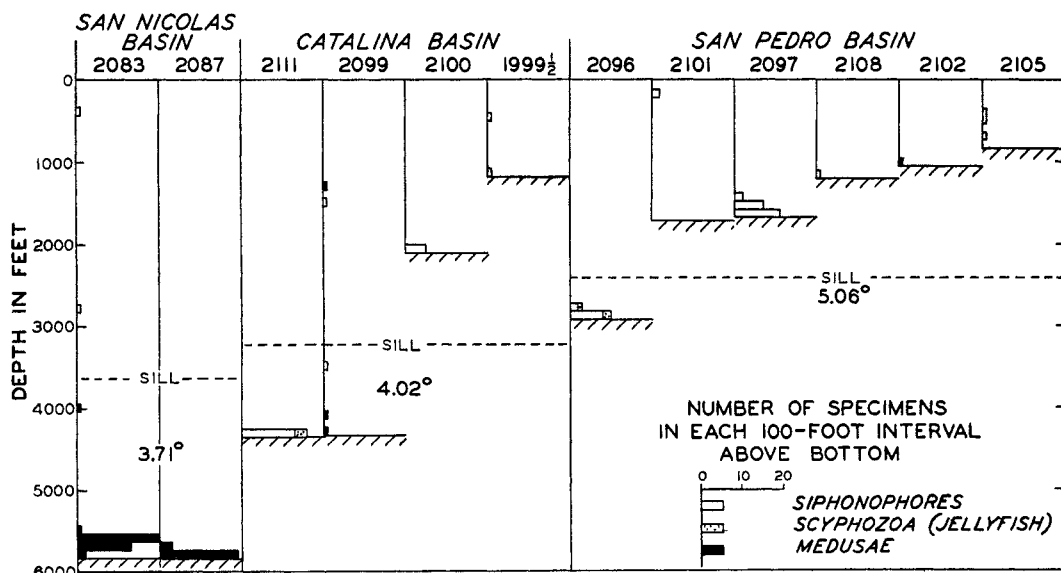 SAN NICOLAS BASIN
CATALINA BASIN
SAN PEDRO BASIN
2083 2087 2111 2099 2100 1999½ 2096 2101 2097 2108 2102 2105
DEPTH IN FEET
0
1000
2000
3000
4000
5000
6000
SILL
5.06°
SILL
4.02°
SILL
3.71°
NUMBER OF SPECIMENS
IN EACH 100-FOOT INTERVAL
ABOVE BOTTOM
0 10 20
SIPHONOPHORES
SCYPHOZOA (JELLYFISH)
MEDUSAE